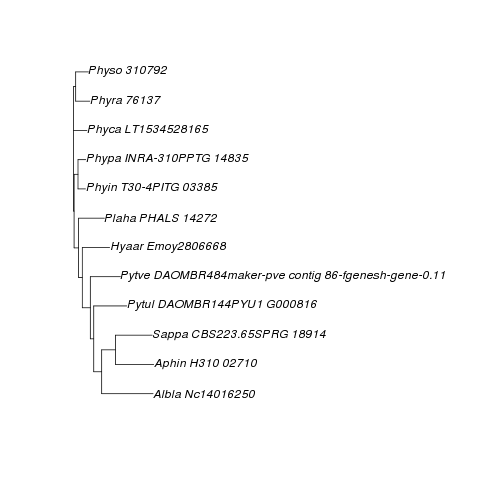 Physo 310792
Phyra 76137
Phyca LT1534528165
Phypa INRA-310PPTG 14835
Phyin T30-4PITG 03385
Plaha PHALS 14272
Hyaar Emoy2806668
Pytve DAOMBR484maker-pve contig 86-fgenesh-gene-0.11
Pytul DAOMBR144PYU1 G000816
Sappa CBS223.65SPRG 18914
Aphin H310 02710
Albla Nc14016250